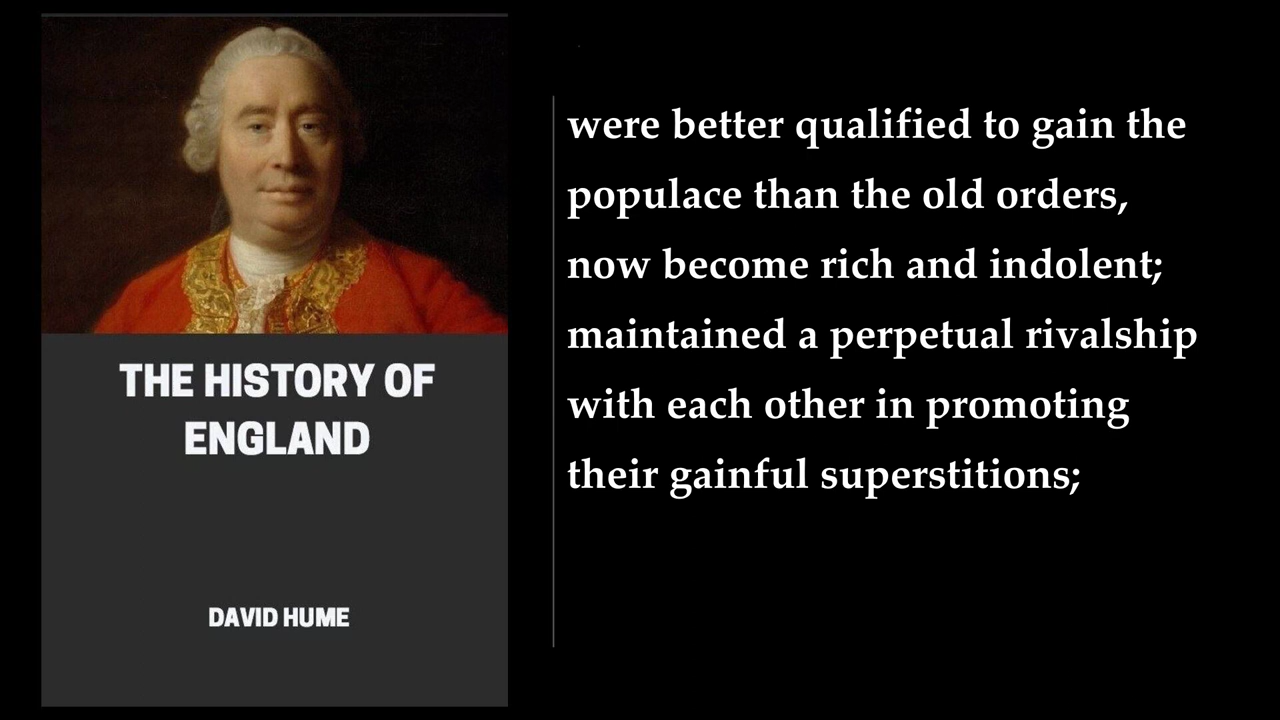 THE HISTORY OF
ENGLAND
DAVID HUME
were better qualified to gain the
populace than the old orders,
now become rich and indolent;
maintained a perpetual rivalship
with each other in promoting
their gainful superstitions;